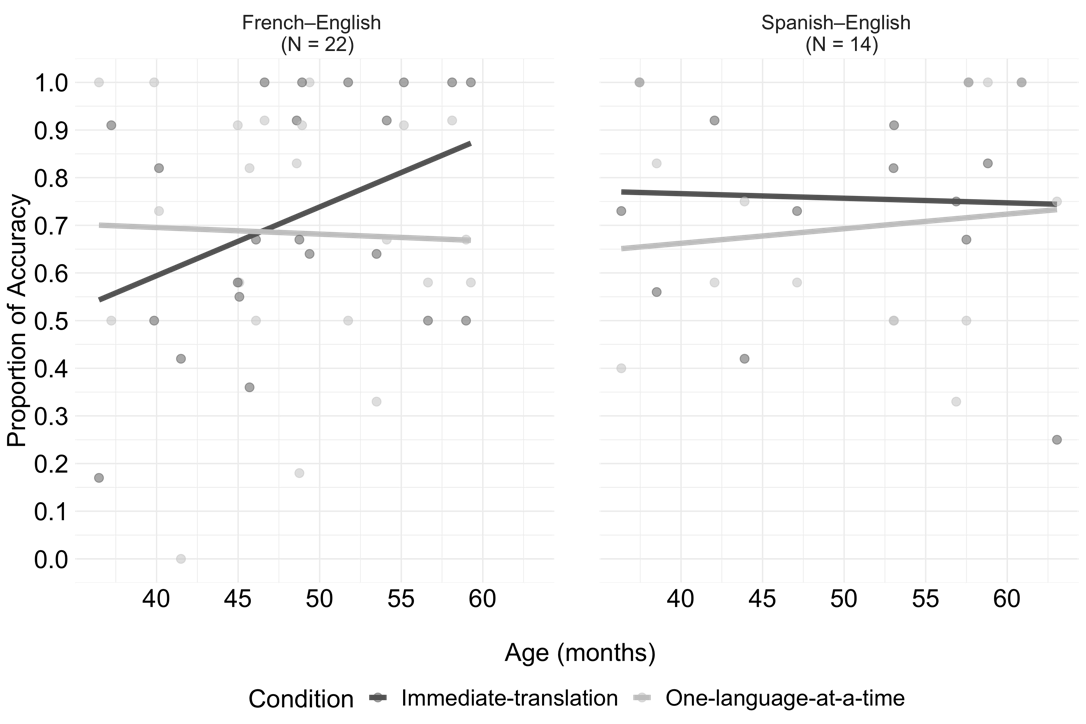 French–English
(N = 22)
Spanish–English
(N = 14)
Proportion of Accuracy
1.0
0.9
0.8
0.7
0.6
0.5
0.4
0.3
0.2
0.1
0.0
40 45 50 55 60
40 45 50 55 60
Age (months)
Condition Immediate-translation One-language-at-a-time